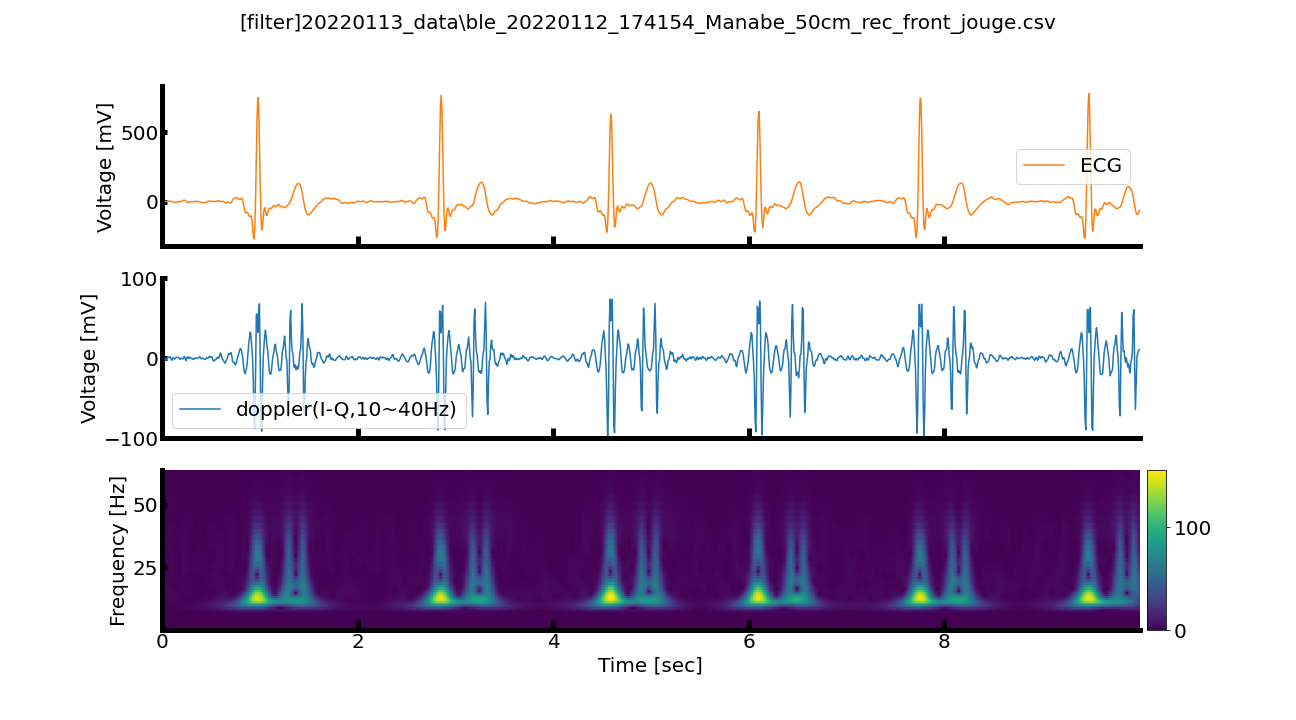 [filter]20220113_data\ble_20220112_174154_Manabe_50cm_rec_front_jouge.csv
Voltage [mV]
500
0
ECG
Voltage [mV]
100
0
−100
doppler(I-Q,10~40Hz)
Frequency [Hz]
50
25
100
0
0 2 4 6 8
Time [sec]